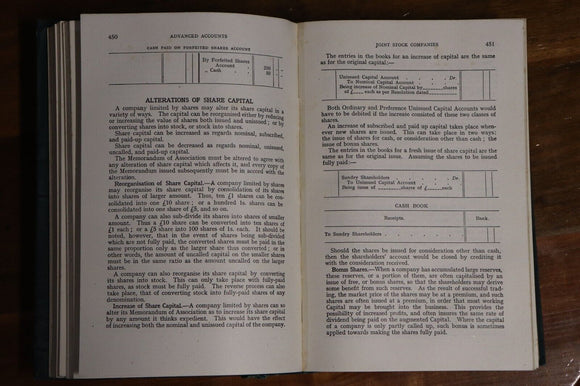 450 ADVANCED ACCOUNTS
CASH PAID ON FORFEITED SHARES ACCOUNT
By Forfeited Shares
Account
„ Cash
ALTERATIONS OF SHARE CAPITAL
A company limited by shares may alter its share capital in a
variety of ways. The capital can be reorganised either by reducing
or increasing the value of shares both issued and unissued; or by
converting shares into stock, or stock into shares.
Share capital can be increased as regards nominal, subscribed,
and paid-up capital.
Share capital can be decreased as regards nominal, issued,
uncalled, and paid-up capital.
The Memorandum of Association must be altered to agree with
any alteration of share capital which affects it, and every copy of
the Memorandum issued subsequently must be in accord with the
alteration.
Reorganisation of Share Capital.—A company limited by shares
may reorganise its share capital by consolidation of its shares
into shares of larger amount. Thus, ten £1 shares can be con-
solidated into one £10 share; or a hundred 1s. shares can be
consolidated into one share of £5, and so on.
A company can also sub-divide its shares into shares of smaller
amount. Thus a £10 share can be converted into ten shares of
£1 each; or a £5 share into 100 shares of 1s. each. It should be
noted, however, that in the event of shares being sub-divided
which are not fully paid, the converted shares must be paid in the
same proportion only as the larger share thus converted; or in
other words, the amount uncalled on the smaller shares
must be in the same ratio as the amount uncalled on the larger
shares.
A company can also reorganise its share capital by converting
its shares into stock. This can only take place with fully-paid
shares, as stock must be fully paid. The reverse process can also
take place, that of converting stock into fully-paid shares of any
denomination.
Increase of Share Capital.—A company limited by shares can so
alter its Memorandum of Association as to increase its share capital
by any amount it thinks expedient. This would have the effect
of increasing both the nominal and unissued capital of the company.
JOINT STOCK COMPANIES 451
The entries in the books for an increase of capital are the same
as for the original capital:—
Unissued Capital Account . . . . Dr.
To Nominal Capital Account . .
Being increase of Nominal Capital by shares
of £ each as per Resolution dated
Both Ordinary and Preference Unissued Capital Accounts would
have to be debited if the increase consisted of these two classes of
shares.
An increase of subscribed and paid up capital takes place when-
ever new shares are issued. This can take place in two ways:
the issue of shares for cash, or consideration other than cash; the
issue of bonus shares.
The entries in the books for a fresh issue of share capital are the
same as for the original issue. Assuming the shares to be issued
fully paid:—
Sundry Shareholders . . . . Dr.
To Unissued Capital Account . . .
Being issue of shares of £ each
CASH BOOK
Receipts. Bank.
To Sundry Shareholders . . . .
Should the shares be issued for consideration other than cash,
then the shareholders' account would be closed by crediting it
with the consideration received.
Bonus Shares.—When a company has accumulated large reserves,
these reserves, or a portion of them, are often capitalised by an
issue of free, or bonus shares, so that the shareholders may derive
benefit from the use of such reserves. As the result of successful trad-
ing, the market price of the shares may be at a premium, and such
shares are often issued at a premium, in order that most working
Capital may be brought into the business. This provides the
possibility of increased profits, and often insures the same rate of
dividend being paid on the augmented Capital. Where the capital
of a company is only partly called up, such bonus is sometimes
applied towards making the shares fully paid.